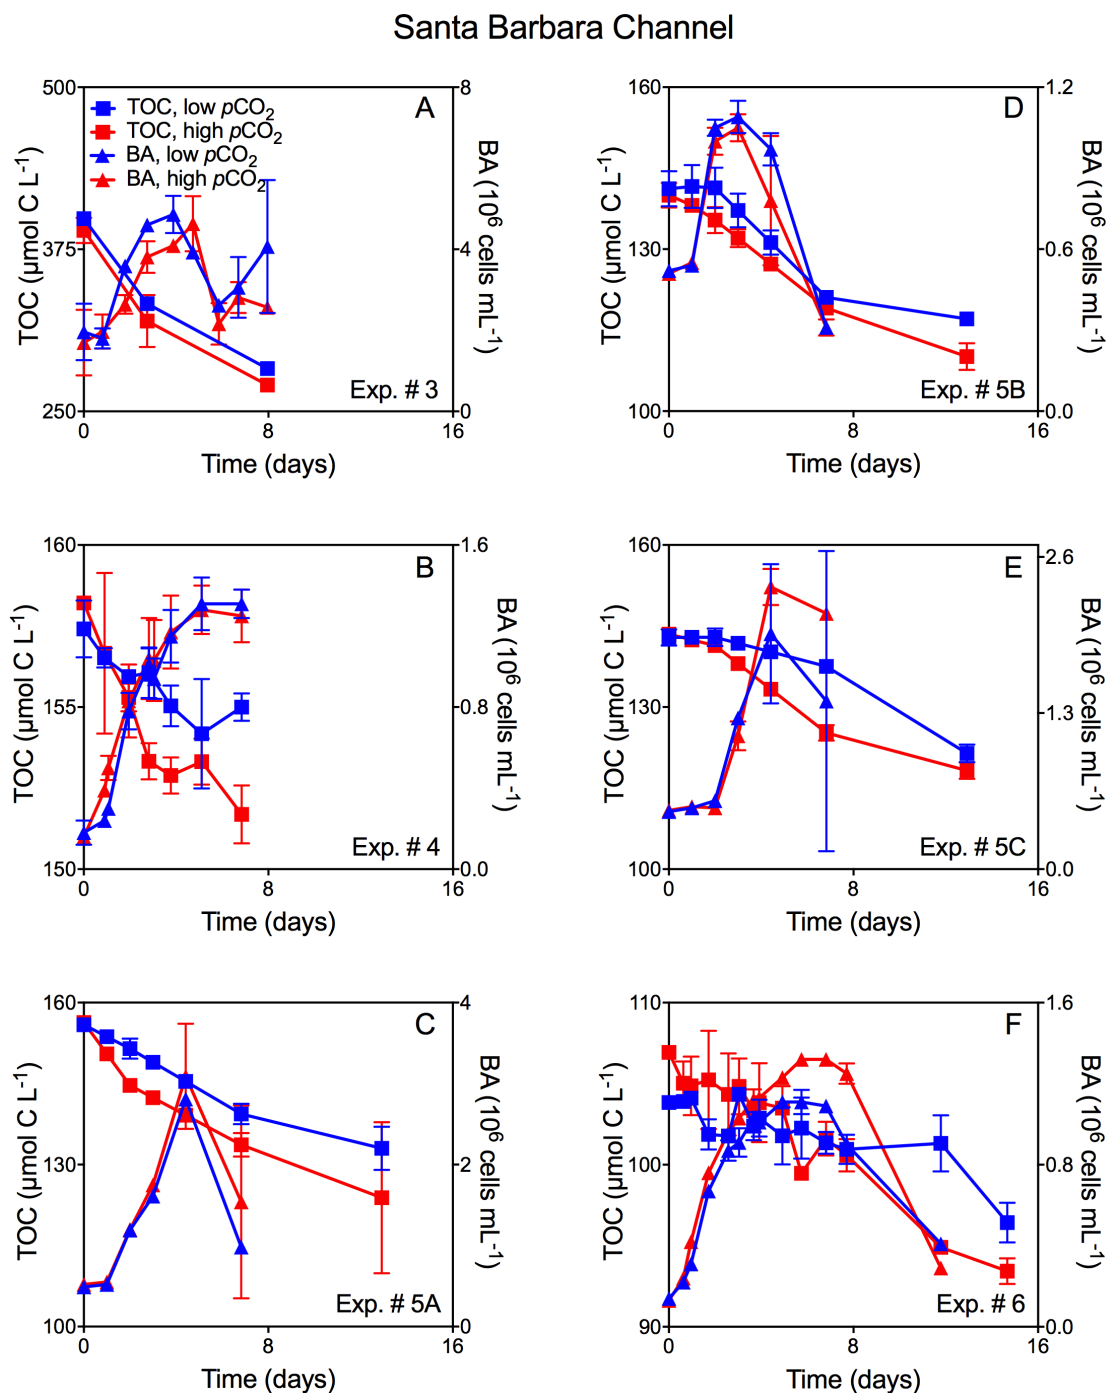 Santa Barbara Channel
500
375
250
TOC (µmol C L⁻¹)
TOC, low pCO₂
TOC, high pCO₂
BA, low pCO₂
BA, high pCO₂
A
8
4
0
BA (10⁶ cells mL⁻¹)
Exp. # 3
0 8 16
Time (days)
160
130
100
TOC (µmol C L⁻¹)
D
1.2
0.6
0.0
BA (10⁶ cells mL⁻¹)
Exp. # 5B
0 8 16
Time (days)
160
155
150
TOC (µmol C L⁻¹)
B
1.6
0.8
0.0
BA (10⁶ cells mL⁻¹)
Exp. # 4
0 8 16
Time (days)
160
130
100
TOC (µmol C L⁻¹)
E
2.6
1.3
0.0
BA (10⁶ cells mL⁻¹)
Exp. # 5C
0 8 16
Time (days)
160
130
100
TOC (µmol C L⁻¹)
C
4
2
0
BA (10⁶ cells mL⁻¹)
Exp. # 5A
0 8 16
Time (days)
110
100
90
TOC (µmol C L⁻¹)
F
1.6
0.8
0.0
BA (10⁶ cells mL⁻¹)
Exp. # 6
0 8 16
Time (days)